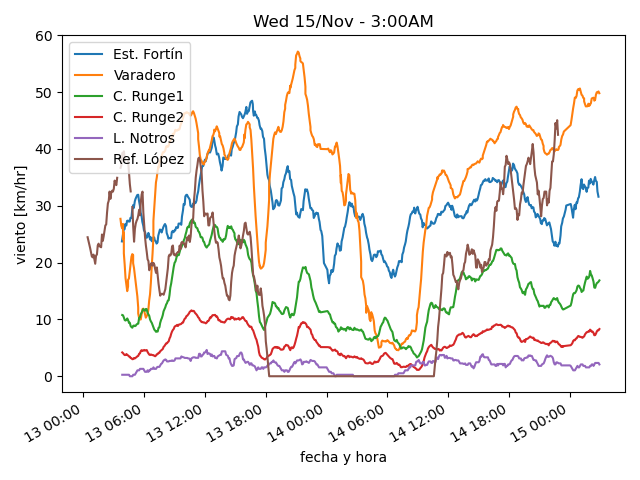 Wed 15/Nov - 3:00AM
60
50
40
30
20
10
0
viento [km/hr]
Est. Fortín
Varadero
C. Runge1
C. Runge2
L. Notros
Ref. López
13 00:00
13 06:00
13 12:00
13 18:00
14 00:00
14 06:00
14 12:00
14 18:00
15 00:00
fecha y hora